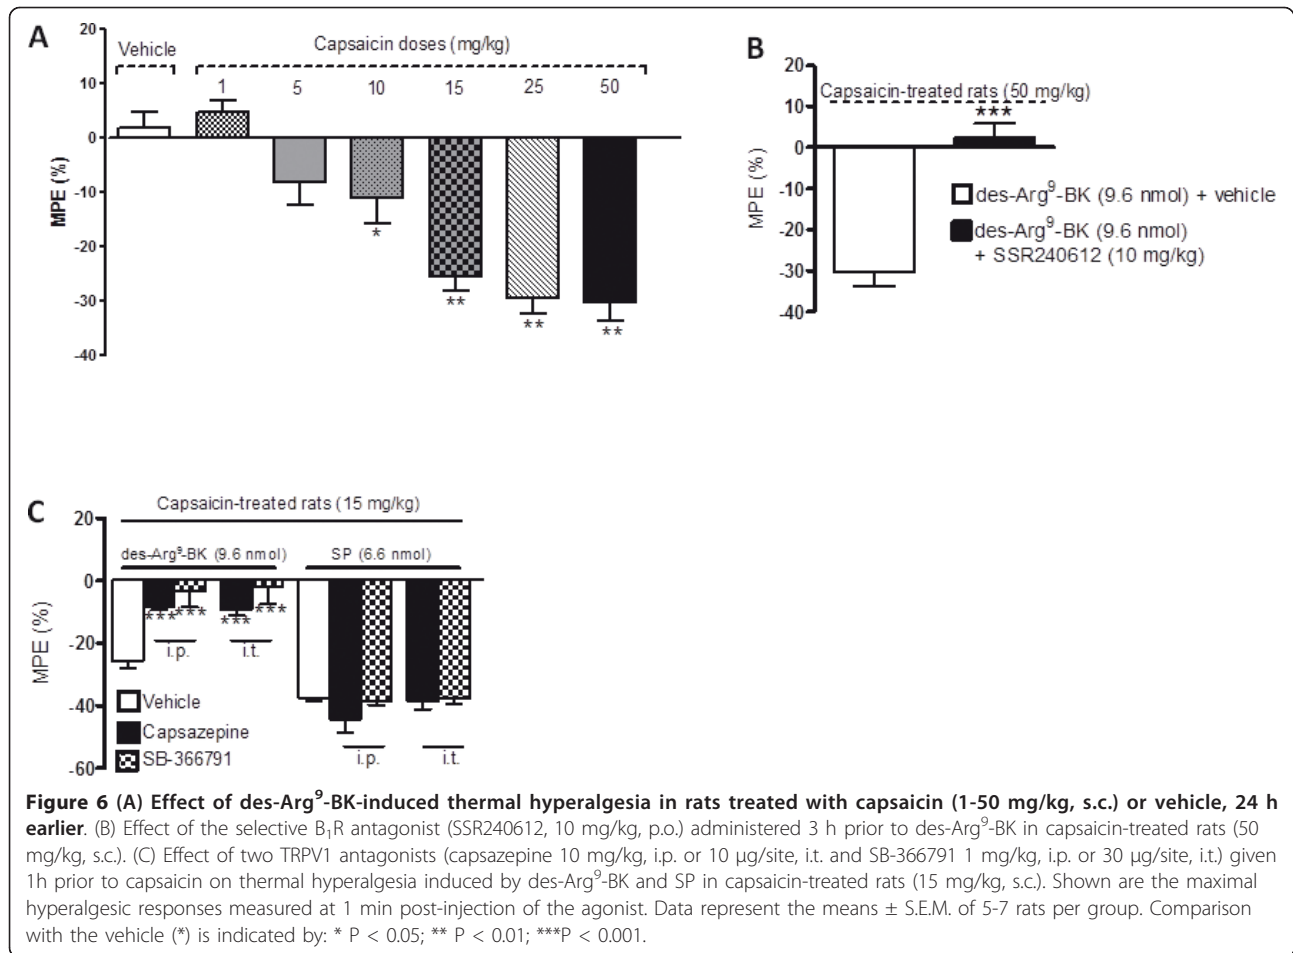 A
20
10
0
-10
-20
-30
-40
MPE (%)
Vehicle
Capsaicin doses (mg/kg)
1 5 10 15 25 50
*
**
**
**
B
20
10
0
-10
-20
-30
-40
MPE (%)
Capsaicin-treated rats (50 mg/kg)
***
des-Arg⁹-BK (9.6 nmol) + vehicle
des-Arg⁹-BK (9.6 nmol)
+ SSR240612 (10 mg/kg)
C
Capsaicin-treated rats (15 mg/kg)
20
0
-20
-40
-60
MPE (%)
des-Arg⁹-BK (9.6 nmol)
SP (6.6 nmol)
*** *** *** ***
i.p. i.t.
Vehicle
Capsazepine
SB-366791
i.p. i.t.
Figure 6 (A) Effect of des-Arg⁹-BK-induced thermal hyperalgesia in rats treated with capsaicin (1-50 mg/kg, s.c.) or vehicle, 24 h
earlier. (B) Effect of the selective B₁R antagonist (SSR240612, 10 mg/kg, p.o.) administered 3 h prior to des-Arg⁹-BK in capsaicin-treated rats (50
mg/kg, s.c.). (C) Effect of two TRPV1 antagonists (capsazepine 10 mg/kg, i.p. or 10 μg/site, i.t. and SB-366791 1 mg/kg, i.p. or 30 μg/site, i.t.) given
1h prior to capsaicin on thermal hyperalgesia induced by des-Arg⁹-BK and SP in capsaicin-treated rats (15 mg/kg, s.c.). Shown are the maximal
hyperalgesic responses measured at 1 min post-injection of the agonist. Data represent the means ± S.E.M. of 5-7 rats per group. Comparison
with the vehicle (*) is indicated by: * P < 0.05; ** P < 0.01; ***P < 0.001.